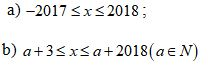 a) −2017 ≤ x ≤ 2018;
b) a+3 ≤ x ≤ a+2018(a∈N)